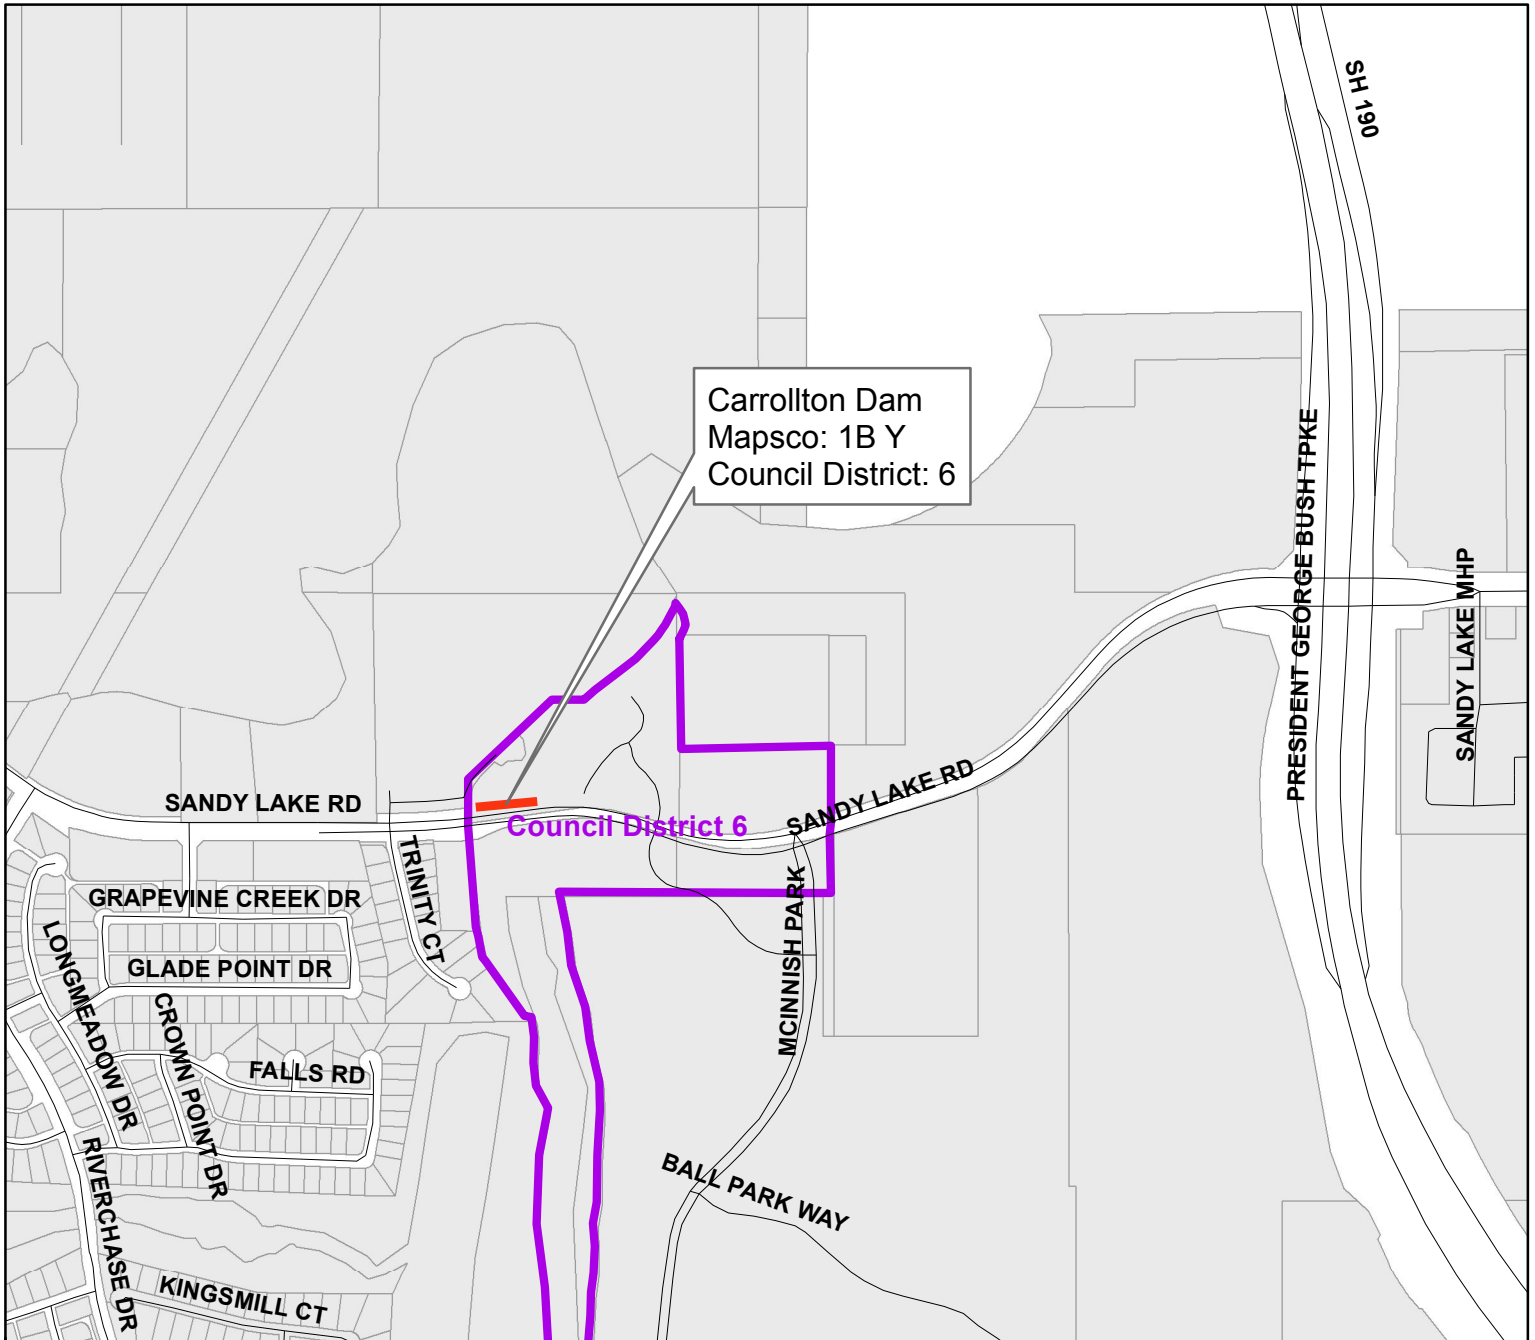 SH 190
Carrollton Dam
Mapsco: 1B Y
Council District: 6
PRESIDENT GEORGE BUSH TPKE
SANDY LAKE MHP
SANDY LAKE RD
SANDY LAKE RD
Council District 6
TRINITY CT
GRAPEVINE CREEK DR
MCINNISH PARK
LONGMEADOW DR
GLADE POINT DR
CROWN POINT DR
FALLS RD
RIVERCHASE DR
BALL PARK WAY
KINGSMILL CT